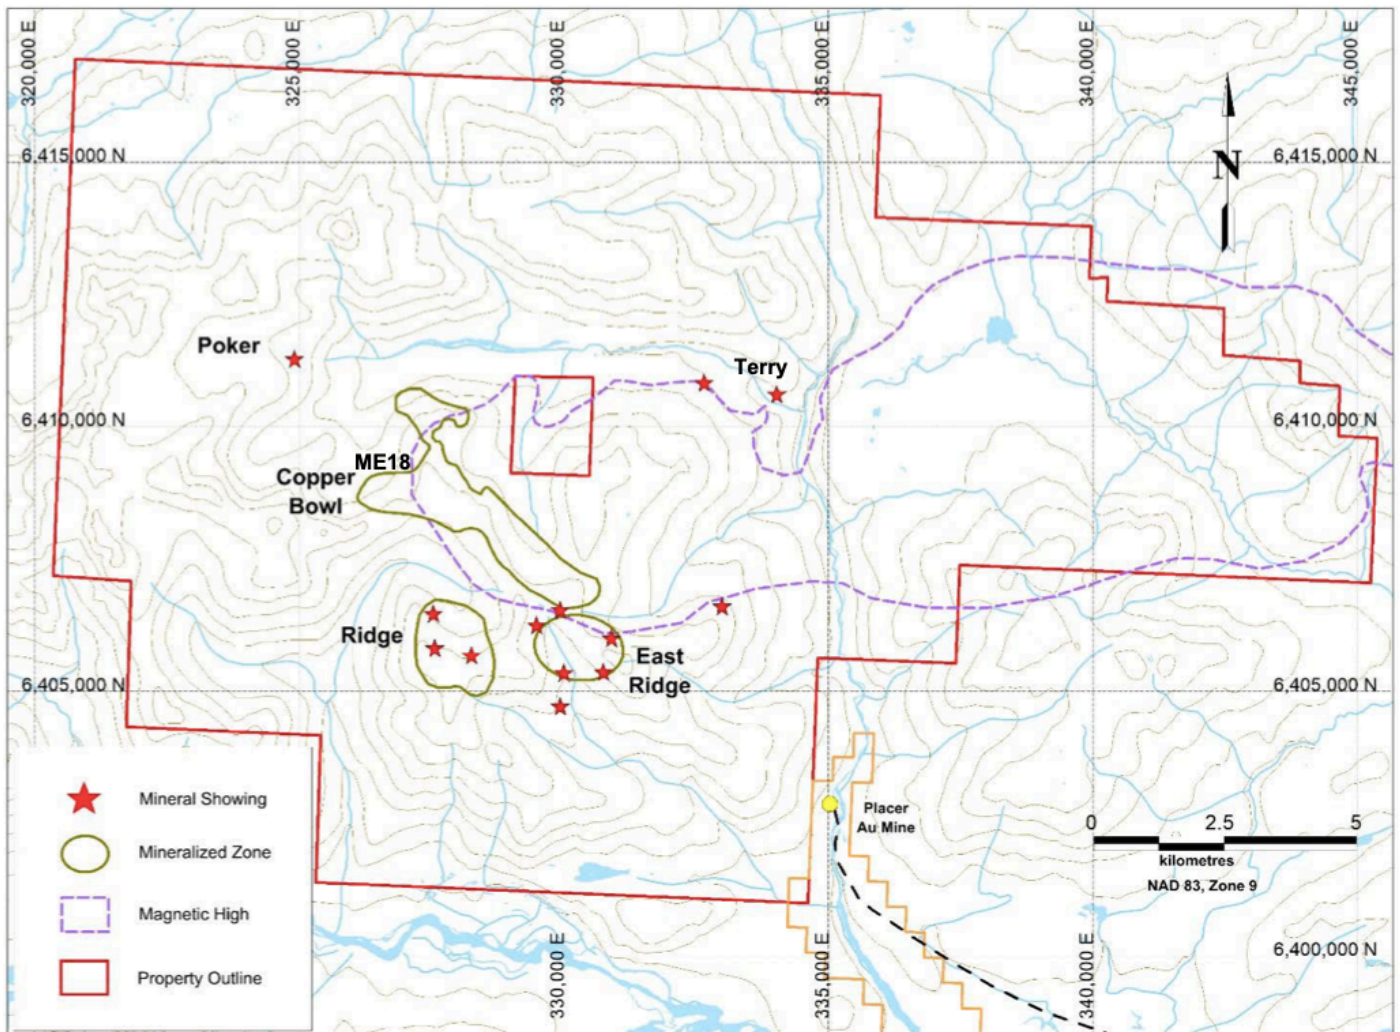 320,000 E
325,000 E
330,000 E
335,000 E
340,000 E
345,000 E
6,415,000 N
N
6,415,000 N
Poker
Terry
6,410,000 N
6,410,000 N
ME18
Copper
Bowl
Ridge
East
Ridge
6,405,000 N
6,405,000 N
Mineral Showing
Mineralized Zone
Magnetic High
Property Outline
Placer
Au Mine
0 2.5 5
kilometres
NAD 83, Zone 9
330,000 E
335,000 E
340,000 E
6,400,000 N